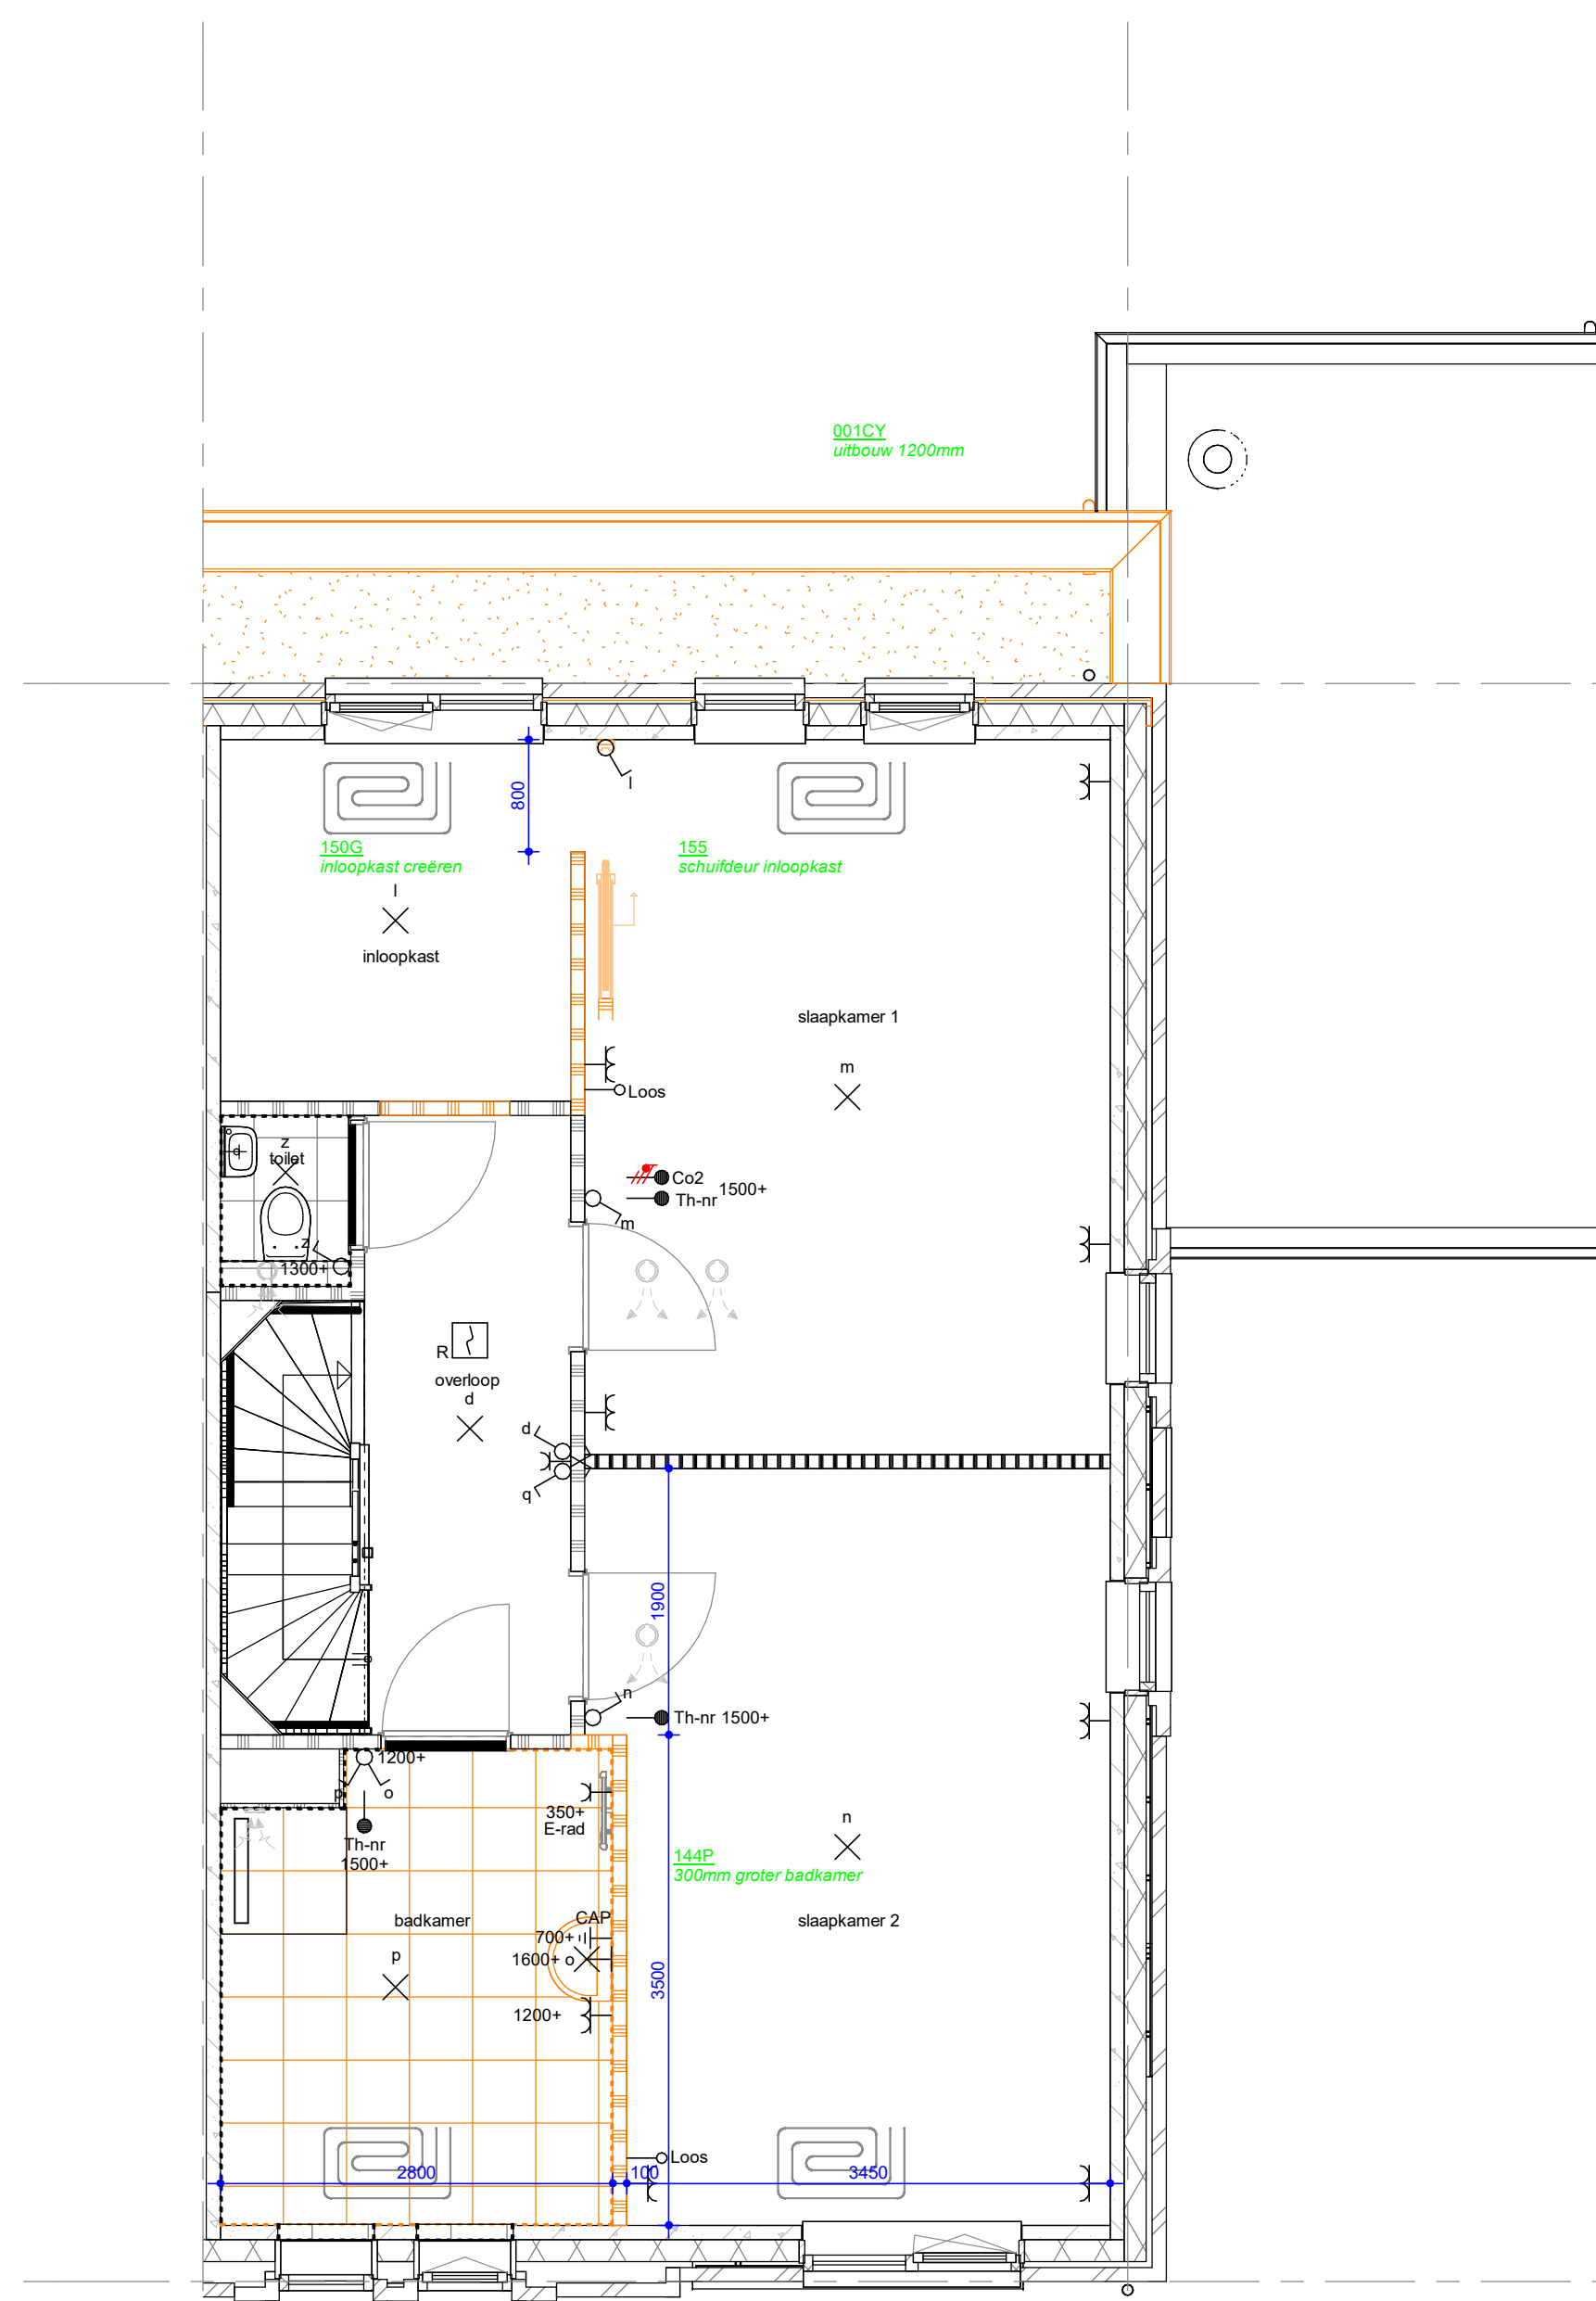 001CY
uitbouw 1200mm
l
800
150G
inloopkast creëren
155
schuifdeur inloopkast
l
inloopkast
slaapkamer 1
m
Loos
z
toilet
Co2
Th-nr
1500+
m
z
1300+
R
overloop
d
d
q
1900
n
Th-nr 1500+
1200+
p
o
350+
E-rad
Th-nr
1500+
n
144P
300mm groter badkamer
badkamer
CAP
slaapkamer 2
700+
p
1600+ o
3500
1200+
Loos
2800
100
3450